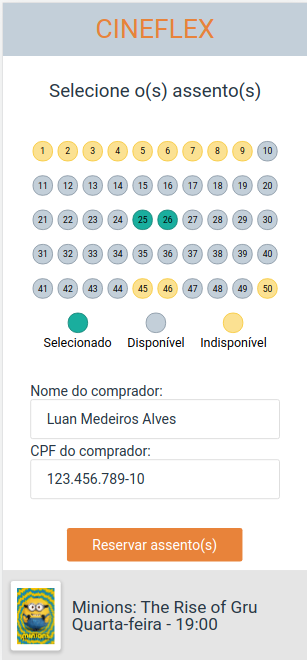 CINEFLEX
Selecione o(s) assento(s)
1 2 3 4 5 6 7 8 9 10
11 12 13 14 15 16 17 18 19 20
21 22 23 24 25 26 27 28 29 30
31 32 33 34 35 36 37 38 39 40
41 42 43 44 45 46 47 48 49 50
Selecionado Disponível Indisponível
Nome do comprador:
Luan Medeiros Alves
CPF do comprador:
123.456.789-10
Reservar assento(s)
minions
Minions: The Rise of Gru
Quarta-feira - 19:00